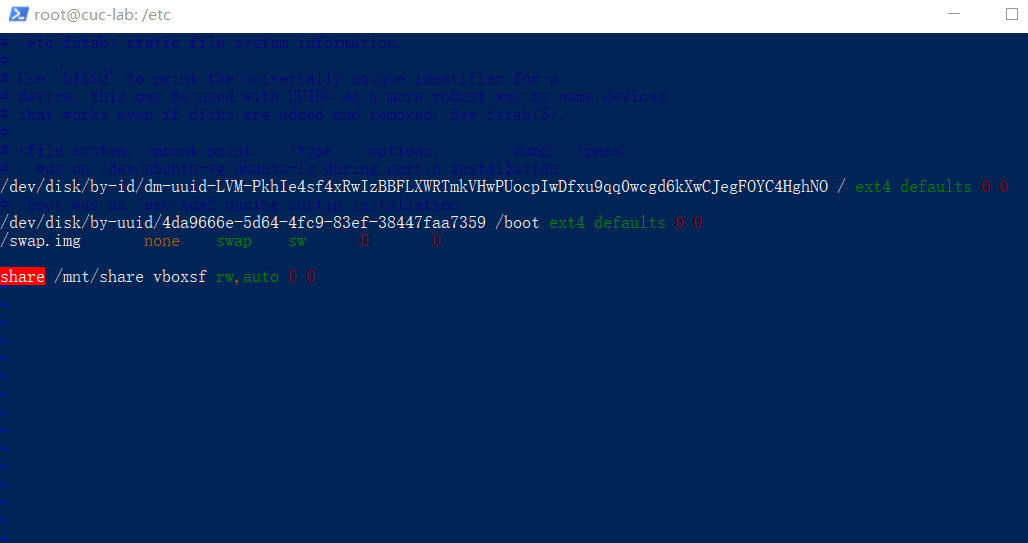 root@cuc-lab: /etc
# /etc/fstab: static file system information.
#
# Use 'blkid' to print the universally unique identifier for a
# device; this may be used with UUID= as a more robust way to name devices
# that works even if disks are added and removed. See fstab(5).
#
# <file system> <mount point>   <type>  <options>       <dump>  <pass>
# / was on /dev/ubuntu-vg/ubuntu-lv during curtin installation
/dev/disk/by-id/dm-uuid-LVM-PkhIe4sf4xRwIzBBFLXWRTmkVHwPUocpIwDfxu9qq0wcgd6kXwCJegFOYC4HghNO / ext4 defaults 0 0
# /boot was on /dev/sda2 during curtin installation
/dev/disk/by-uuid/4da9666e-5d64-4fc9-83ef-38447faa7359 /boot ext4 defaults 0 0
/swap.img       none    swap    sw      0       0
share /mnt/share vboxsf rw,auto 0 0
~
~
~
~
~
~
~
~
~
~
~
~
~
~